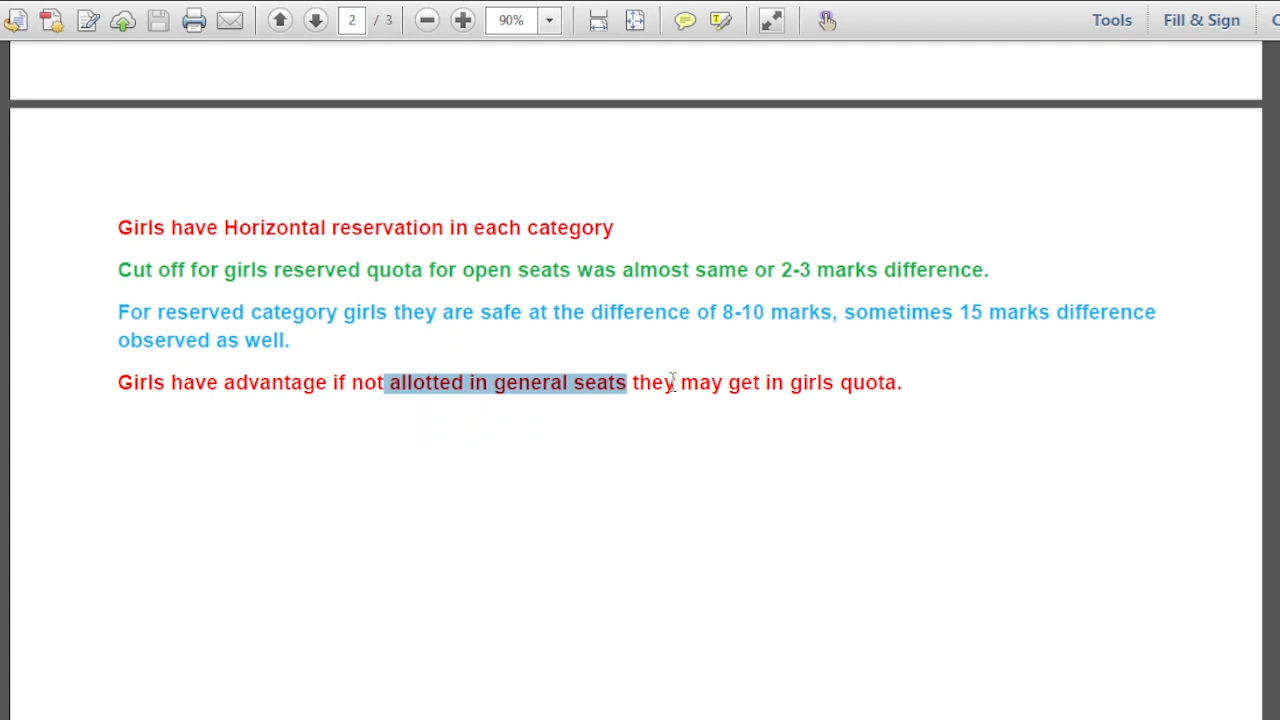 2 / 3 90% Tools Fill & Sign
Girls have Horizontal reservation in each category
Cut off for girls reserved quota for open seats was almost same or 2-3 marks difference.
For reserved category girls they are safe at the difference of 8-10 marks, sometimes 15 marks difference
observed as well.
Girls have advantage if not allotted in general seats they may get in girls quota.